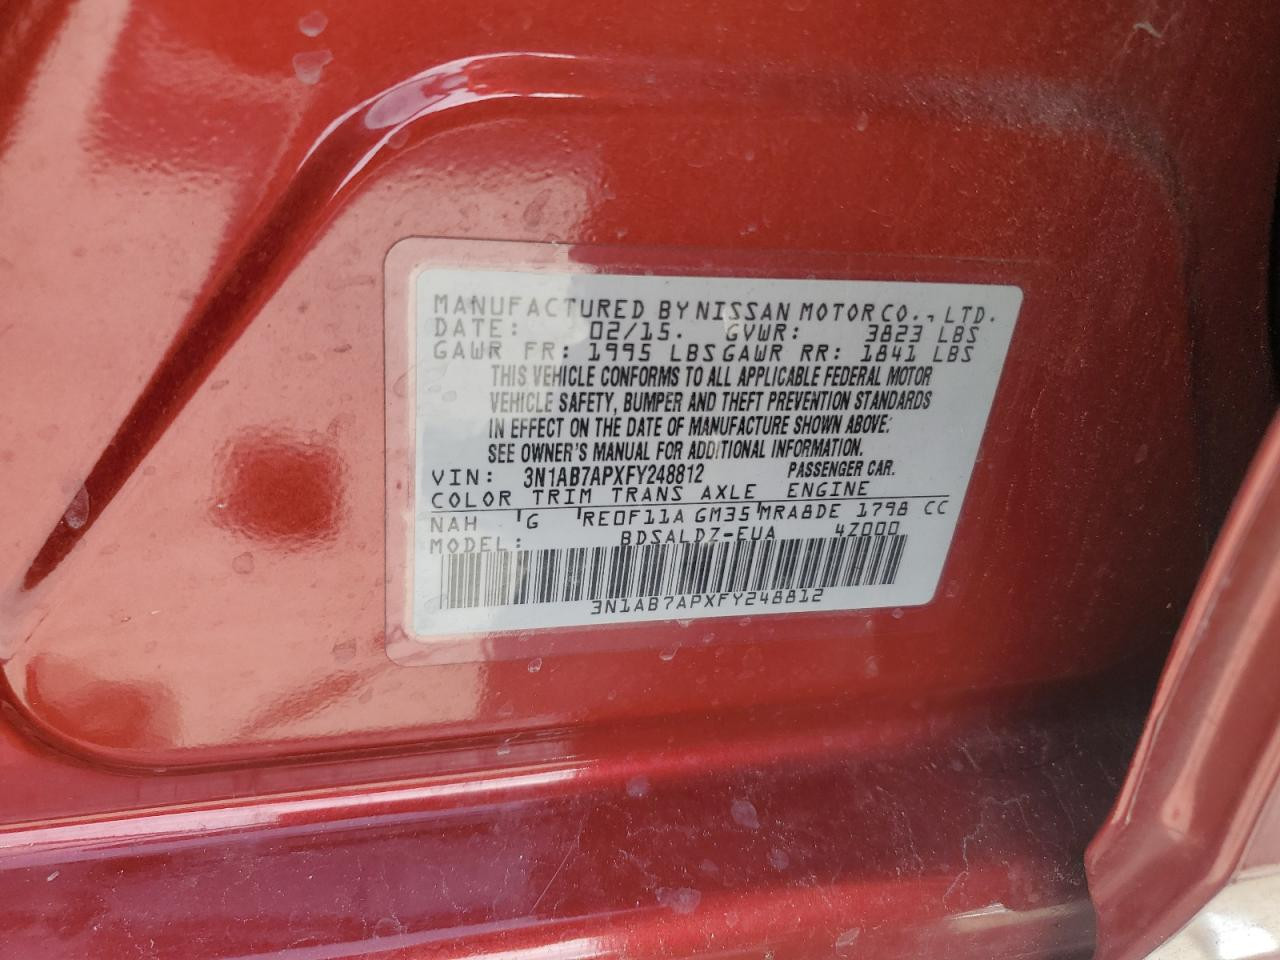 MANUFACTURED BY NISSAN MOTOR CO., LTD.
DATE: 02/15. GVWR: 3823 LBS
GAWR FR: 1995 LBS GAWR RR: 1841 LBS
THIS VEHICLE CONFORMS TO ALL APPLICABLE FEDERAL MOTOR
VEHICLE SAFETY, BUMPER AND THEFT PREVENTION STANDARDS
IN EFFECT ON THE DATE OF MANUFACTURE SHOWN ABOVE:
SEE OWNER'S MANUAL FOR ADDITIONAL INFORMATION.
VIN: 3N1AB7APXFY248812 PASSENGER CAR.
COLOR TRIM TRANS AXLE ENGINE
NAH G RE0F11A GM35 MRA8DE 1798 CC
MODEL: BDSALDZ-EUA 4Z000
3N1AB7APXFY248812